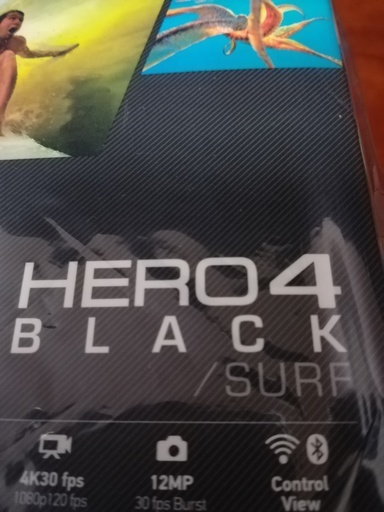 HERO4
BLACK
/SURF
4K30 fps
1080p120 fps
12MP
30 fps Burst
Control
View